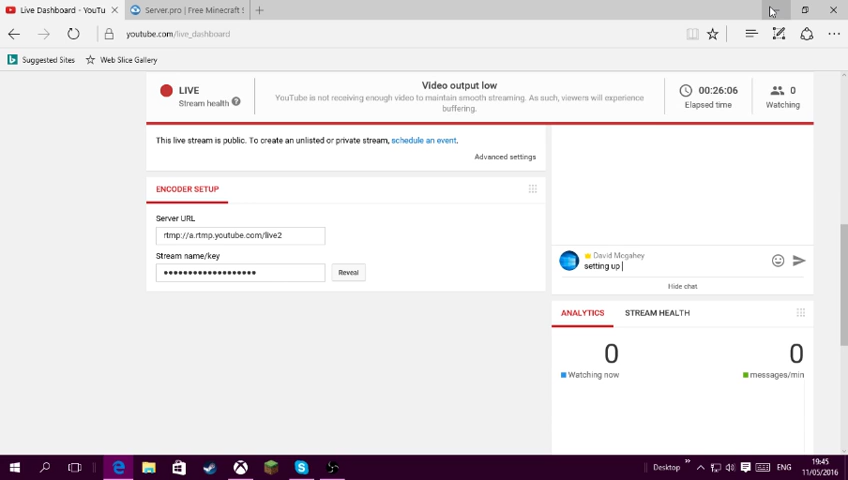 Live Dashboard - YouTu
Server.pro | Free Minecraft S
youtube.com/live_dashboard
Suggested Sites
Web Slice Gallery
LIVE
Stream health ?
Video output low
YouTube is not receiving enough video to maintain smooth streaming. As such, viewers will experience
buffering.
00:26:06
Elapsed time
0
Watching
This live stream is public. To create an unlisted or private stream, schedule an event.
Advanced settings
ENCODER SETUP
Server URL
rtmp://a.rtmp.youtube.com/live2
Stream name/key
•••••••••••••••••••
Reveal
David Mcgahey
setting up
Hide chat
ANALYTICS
STREAM HEALTH
0
Watching now
0
messages/min
Desktop
ENG
19:45
11/05/2016